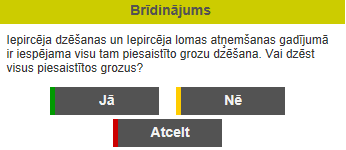 Brīdinājums
Iepircēja dzēšanas un Iepircēja lomas atņemšanas gadījumā
ir iespējama visu tam piesaistīto grozu dzēšana. Vai dzēst
visus piesaistītos grozus?
Jā
Nē
Atcelt